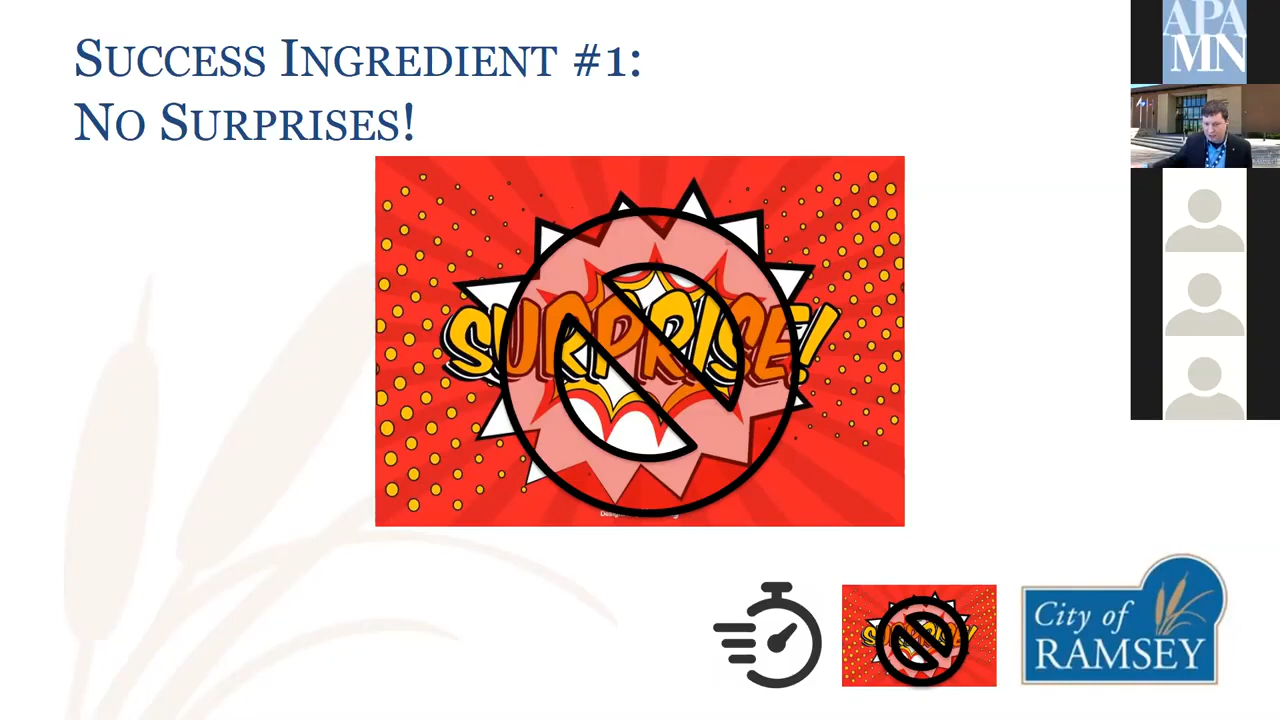 SUCCESS INGREDIENT #1:
NO SURPRISES!
APA
MN
SURPRISE!
City of
RAMSEY